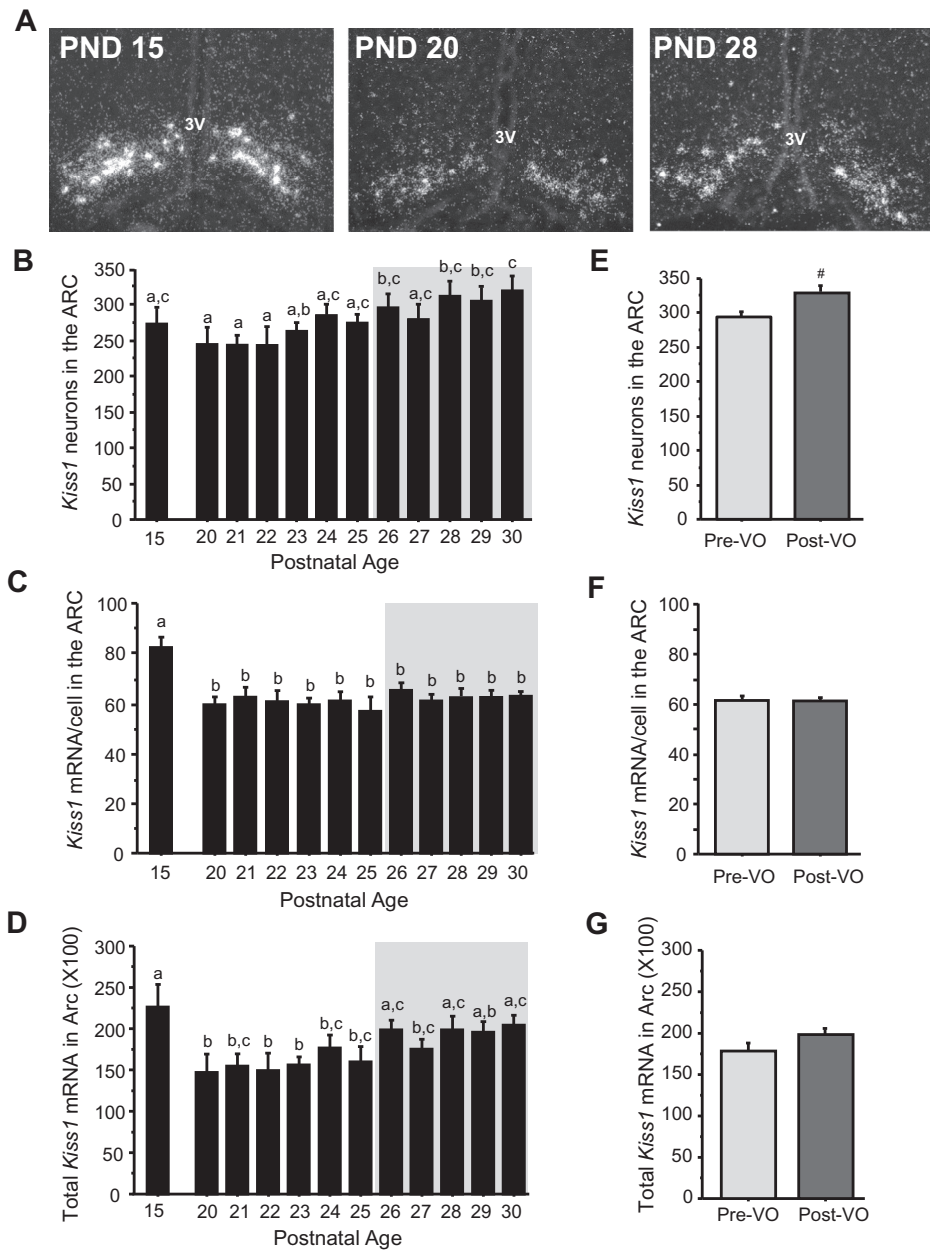 A
PND 15
PND 20
PND 28
3V
3V
3V
B
Kiss1 neurons in the ARC
350
300
250
200
150
100
50
0
a,c
a
a
a
a,b
a,c
a,c
b,c
a,c
b,c
b,c
c
15 20 21 22 23 24 25 26 27 28 29 30
Postnatal Age
E
Kiss1 neurons in the ARC
350
300
250
200
150
100
50
0
#
Pre-VO Post-VO
C
Kiss1 mRNA/cell in the ARC
100
80
60
40
20
0
a
b
b
b
b
b
b
b
b
b
b
b
15 20 21 22 23 24 25 26 27 28 29 30
Postnatal Age
F
Kiss1 mRNA/cell in the ARC
100
80
60
40
20
0
Pre-VO Post-VO
D
Total Kiss1 mRNA in Arc (X100)
300
250
200
150
100
50
0
a
b
b,c
b
b
b,c
b,c
a,c
b,c
a,c
a,b
a,c
15 20 21 22 23 24 25 26 27 28 29 30
Postnatal Age
G
Total Kiss1 mRNA in Arc (X100)
300
250
200
150
100
50
0
Pre-VO Post-VO